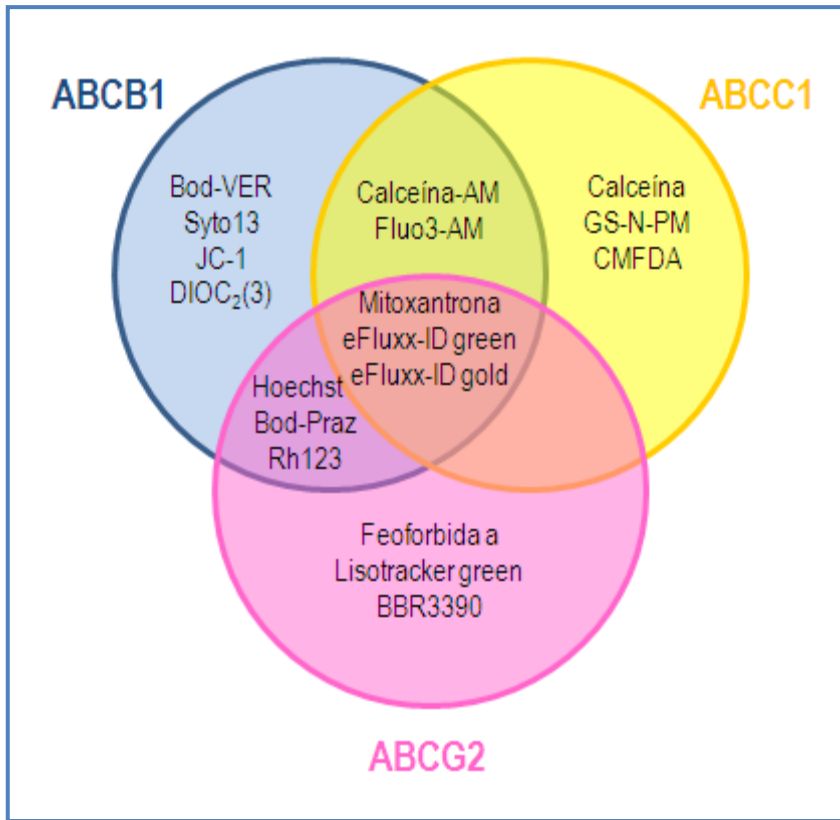 ABCB1
ABCC1
Bod-VER
Syto13
JC-1
DIOC₂(3)
Calceína-AM
Fluo3-AM
Calceína
GS-N-PM
CMFDA
Mitoxantrona
eFluxx-ID green
eFluxx-ID gold
Hoechst
Bod-Praz
Rh123
Feoforbida a
Lisotracker green
BBR3390
ABCG2